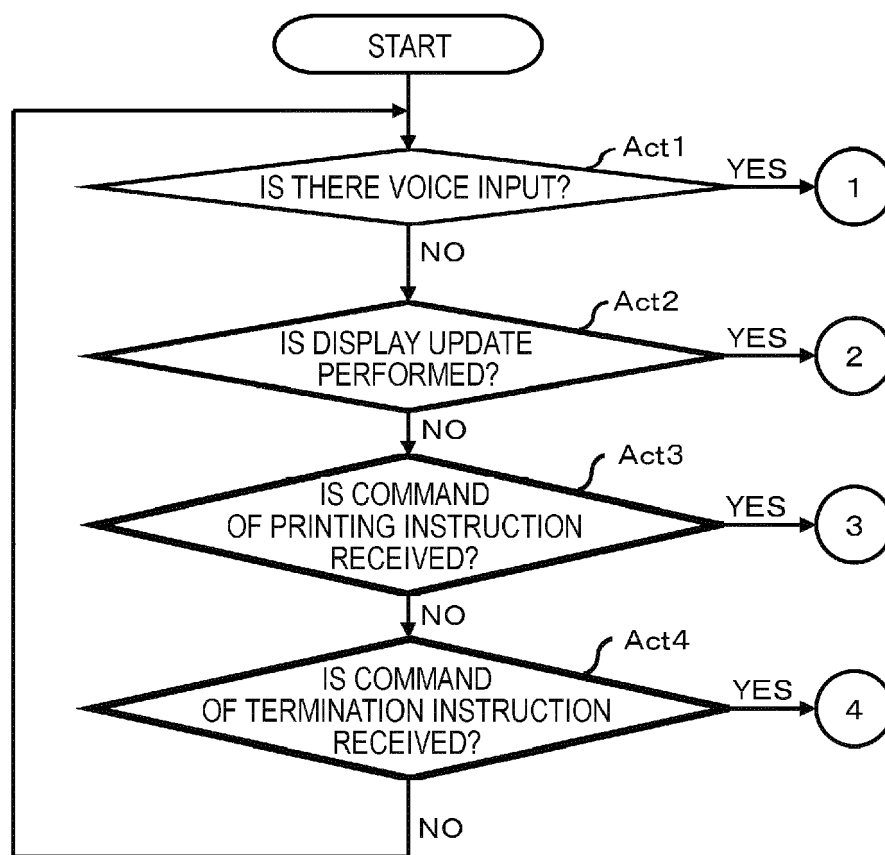 START
Act1
IS THERE VOICE INPUT?
YES
1
NO
Act2
IS DISPLAY UPDATE
PERFORMED?
YES
2
NO
Act3
IS COMMAND
OF PRINTING INSTRUCTION
RECEIVED?
YES
3
NO
Act4
IS COMMAND
OF TERMINATION INSTRUCTION
RECEIVED?
YES
4
NO